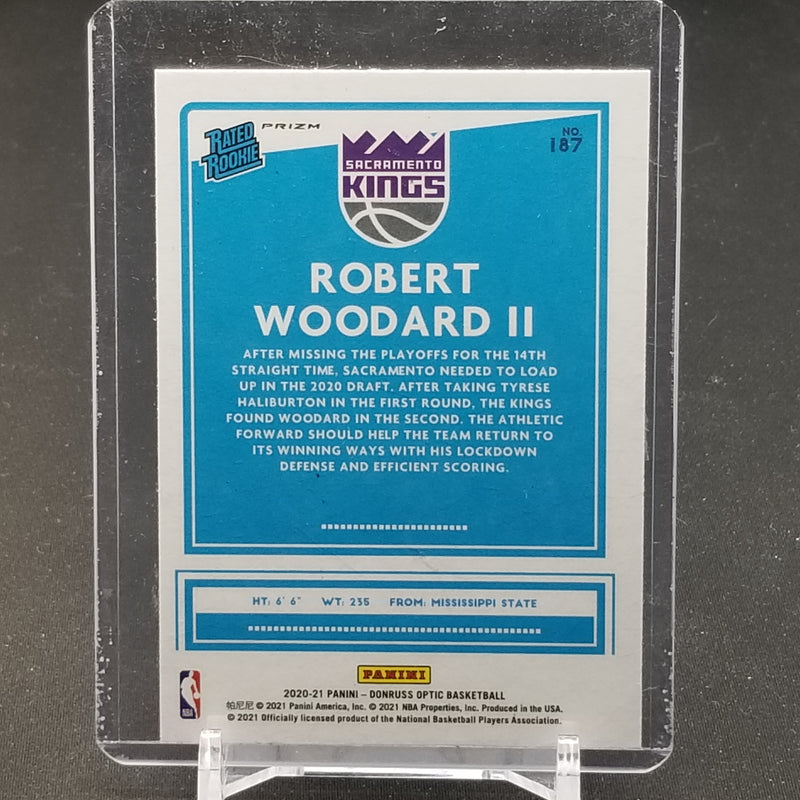 RATED
ROOKIE
PRIZM
NO.
187
SACRAMENTO
KINGS
ROBERT
WOODARD II
AFTER MISSING THE PLAYOFFS FOR THE 14TH
STRAIGHT TIME, SACRAMENTO NEEDED TO LOAD
UP IN THE 2020 DRAFT. AFTER TAKING TYRESE
HALIBURTON IN THE FIRST ROUND, THE KINGS
FOUND WOODARD IN THE SECOND. THE ATHLETIC
FORWARD SHOULD HELP THE TEAM RETURN TO
ITS WINNING WAYS WITH HIS LOCKDOWN
DEFENSE AND EFFICIENT SCORING.
HT: 6' 6" WT: 235 FROM: MISSISSIPPI STATE
PANINI
2020-21 PANINI – DONRUSS OPTIC BASKETBALL
帕尼尼 © 2021 Panini America, Inc. © 2021 NBA Properties, Inc. Produced in the USA.
© 2021 Officially licensed product of the National Basketball Players Association.
NBA